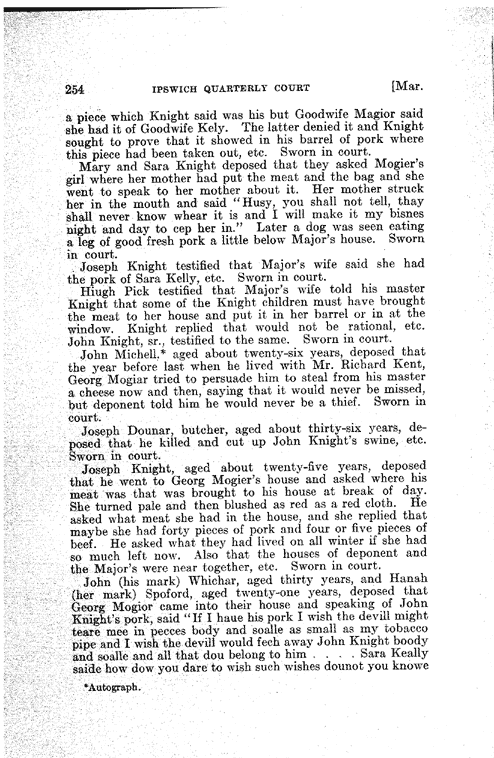 254 IPSWICH QUARTERLY COURT [Mar.
a piece which Knight said was his but Goodwife Magior said
she had it of Goodwife Kely. The latter denied it and Knight
sought to prove that it showed in his barrel of pork where
this piece had been taken out, etc. Sworn in court.
Mary and Sara Knight deposed that they asked Mogier's
girl where her mother had put the meat and the bag and she
went to speak to her mother about it. Her mother struck
her in the mouth and said "Husy, you shall not tell, thay
shall never know whear it is and I will make it my bisnes
night and day to cep her in." Later a dog was seen eating
a leg of good fresh pork a little below Major's house. Sworn
in court.
Joseph Knight testified that Major's wife said she had
the pork of Sara Kelly, etc. Sworn in court.
Hiugh Pick testified that Major's wife told his master
Knight that some of the Knight children must have brought
the meat to her house and put it in her barrel or in at the
window. Knight replied that would not be rational, etc.
John Knight, sr., testified to the same. Sworn in court.
John Michell,* aged about twenty-six years, deposed that
the year before last when he lived with Mr. Richard Kent,
Georg Mogiar tried to persuade him to steal from his master
a cheese now and then, saying that it would never be missed,
but deponent told him he would never be a thief. Sworn in
court.
Joseph Dounar, butcher, aged about thirty-six years, de-
posed that he killed and cut up John Knight's swine, etc.
Sworn in court.
Joseph Knight, aged about twenty-five years, deposed
that he went to Georg Mogier's house and asked where his
meat was that was brought to his house at break of day.
She turned pale and then blushed as red as a red cloth. He
asked what meat she had in the house, and she replied that
maybe she had forty pieces of pork and four or five pieces of
beef. He asked what they had lived on all winter if she had
so much left now. Also that the houses of deponent and
the Major's were near together, etc. Sworn in court.
John (his mark) Whichar, aged thirty years, and Hanah
(her mark) Spoford, aged twenty-one years, deposed that
Georg Mogior came into their house and speaking of John
Knight's pork, said "If I haue his pork I wish the devill might
teare mee in pecces body and soalle as small as my tobacco
pipe and I wish the devill would fech away John Knight boody
and soalle and all that dou belong to him . . . . Sara Keally
saide how dow you dare to wish such wishes dounot you knowe
*Autograph.